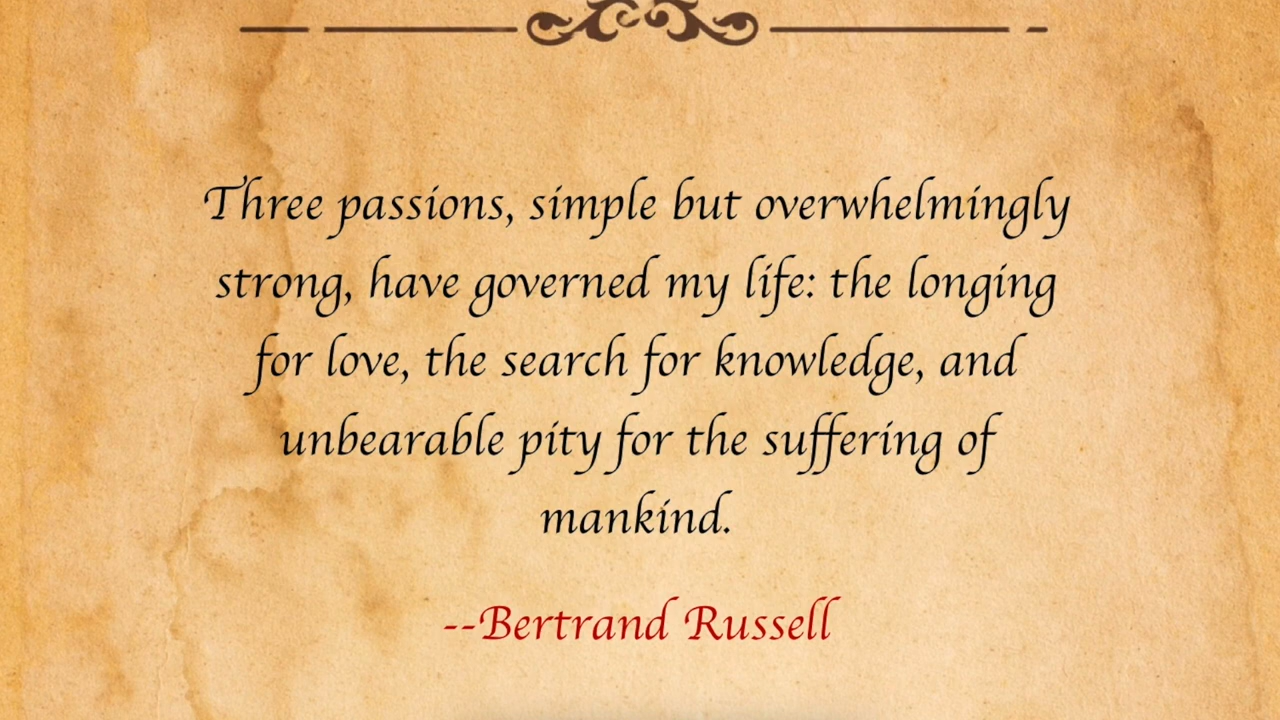 Three passions, simple but overwhelmingly
strong, have governed my life: the longing
for love, the search for knowledge, and
unbearable pity for the suffering of
mankind.
--Bertrand Russell